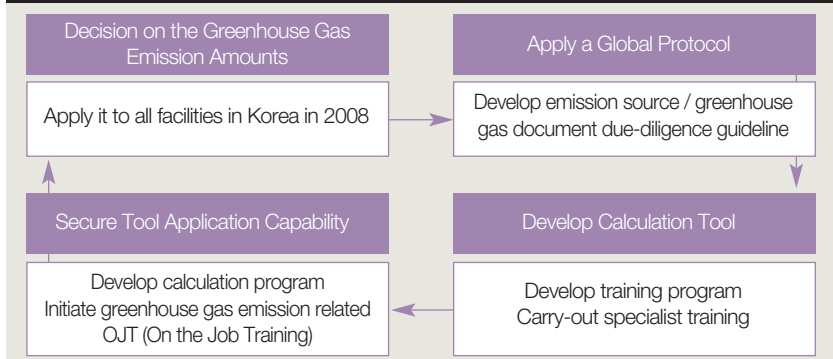 Decision on the Greenhouse Gas
Emission Amounts
Apply it to all facilities in Korea in 2008
Apply a Global Protocol
Develop emission source / greenhouse
gas document due-diligence guideline
Secure Tool Application Capability
Develop calculation program
Initiate greenhouse gas emission related
OJT (On the Job Training)
Develop Calculation Tool
Develop training program
Carry-out specialist training